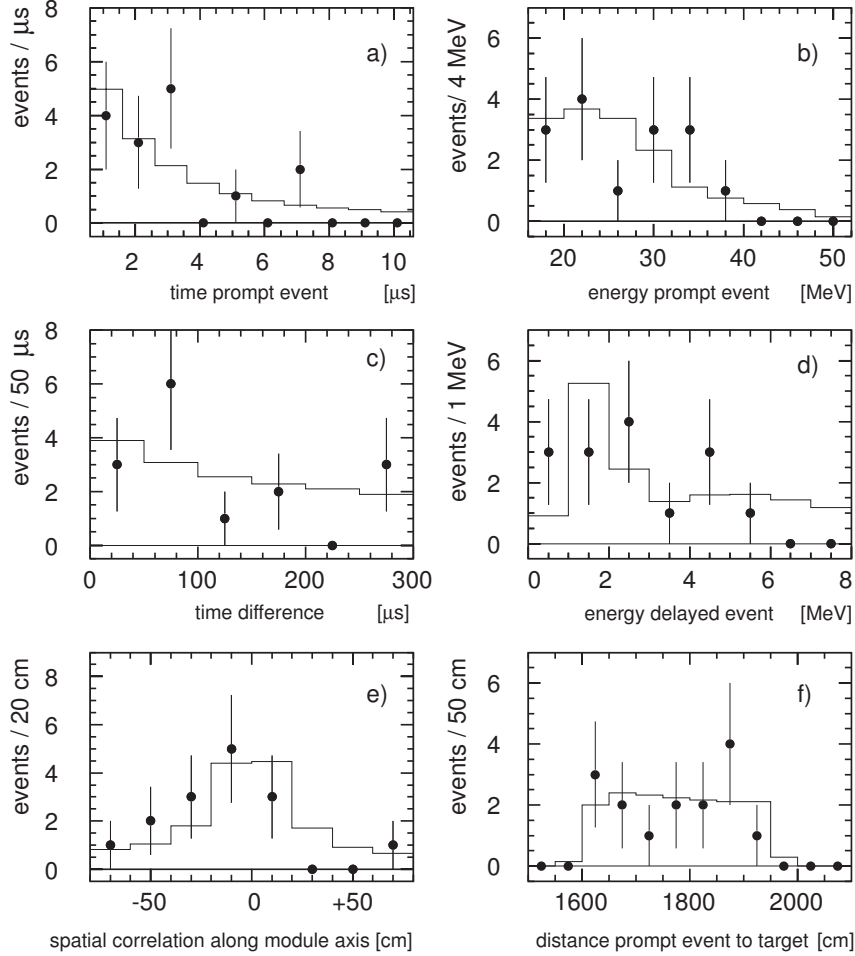 events / μs
8
6
4
2
0
a)
2 4 6 8 10
time prompt event [μs]
events/ 4 MeV
6
4
2
0
b)
20 30 40 50
energy prompt event [MeV]
events / 50 μs
8
6
4
2
0
c)
0 100 200 300
time difference [μs]
events / 1 MeV
6
4
2
0
d)
0 2 4 6 8
energy delayed event [MeV]
events / 20 cm
8
6
4
2
0
e)
-50 0 +50
spatial correlation along module axis [cm]
events / 50 cm
6
4
2
0
f)
1600 1800 2000
distance prompt event to target [cm]